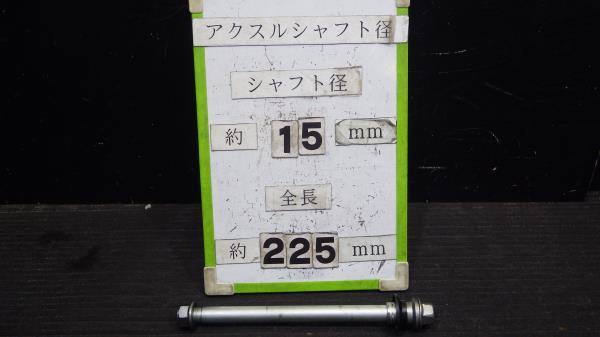 アクスルシャフト径
シャフト径
約 15 mm
全長
約 225 mm